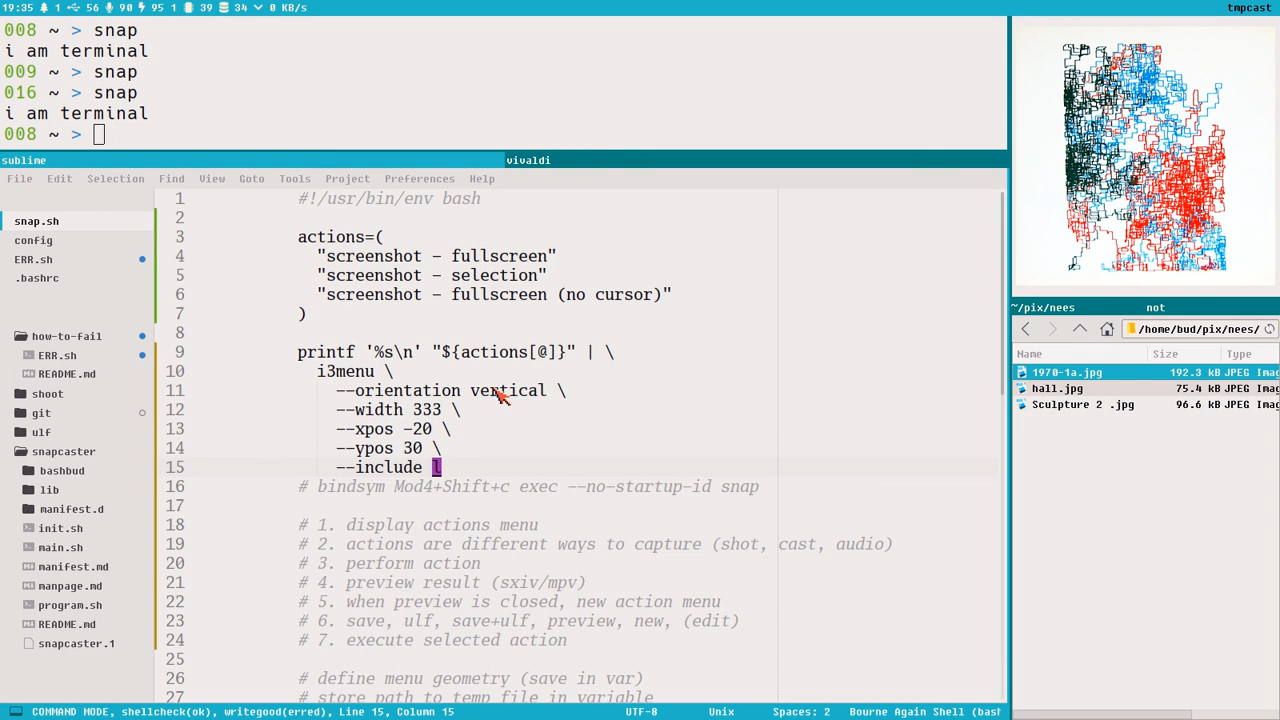 19:35 1 56 90 95 1 39 34 0 KB/s
tmpcast
008 ~ > snap
i am terminal
009 ~ > snap
016 ~ > snap
i am terminal
008 ~ >
sublime
vivaldi
File Edit Selection Find View Goto Tools Project Preferences Help
snap.sh
config
ERR.sh
.bashrc
how-to-fail
ERR.sh
README.md
shoot
git
ulf
snapcaster
bashbud
lib
manifest.d
init.sh
main.sh
manifest.md
manpage.md
program.sh
README.md
snapcaster.1
1 #!/usr/bin/env bash
2
3 actions=(
4 "screenshot - fullscreen"
5 "screenshot - selection"
6 "screenshot - fullscreen (no cursor)"
7 )
8
9 printf '%s\n' "${actions[@]}" | \
10 i3menu \
11 --orientation vertical \
12 --width 333 \
13 --xpos -20 \
14 --ypos 30 \
15 --include l
16 # bindsym Mod4+Shift+c exec --no-startup-id snap
17
18 # 1. display actions menu
19 # 2. actions are different ways to capture (shot, cast, audio)
20 # 3. perform action
21 # 4. preview result (sxiv/mpv)
22 # 5. when preview is closed, new action menu
23 # 6. save, ulf, save+ulf, preview, new, (edit)
24 # 7. execute selected action
25
26 # define menu geometry (save in var)
27 # store path to temp file in variable
COMMAND MODE, shellcheck(ok), writegood(erred), Line 15, Column 15 UTF-8 Unix Spaces: 2 Bourne Again Shell (bash
~/pix/nees not
/home/bud/pix/nees/
Name Size Type
1970-1a.jpg 192.3 kB JPEG Imag
hall.jpg 75.4 kB JPEG Imag
Sculpture 2 .jpg 96.6 kB JPEG Imag